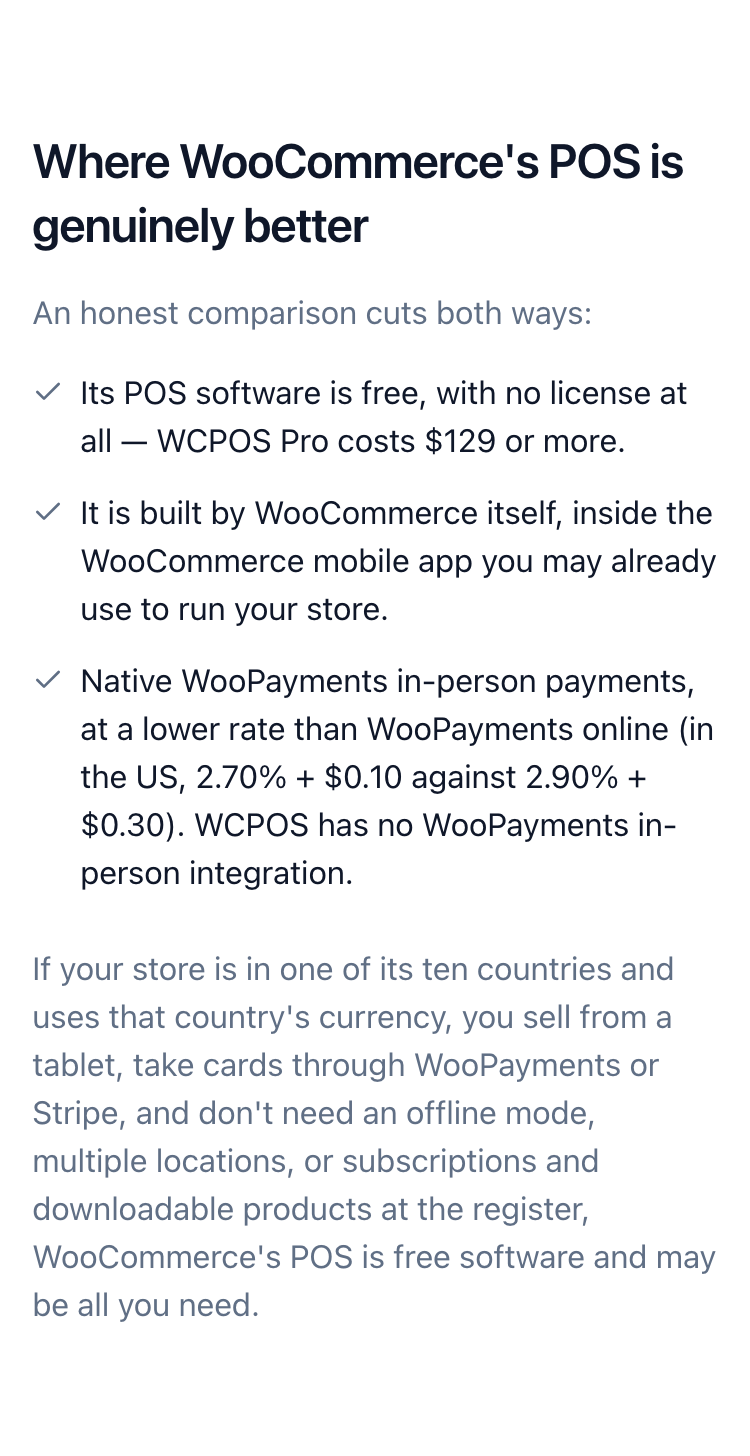 Where WooCommerce's POS is
genuinely better
An honest comparison cuts both ways:
Its POS software is free, with no license at
all — WCPOS Pro costs $129 or more.
It is built by WooCommerce itself, inside the
WooCommerce mobile app you may already
use to run your store.
Native WooPayments in-person payments,
at a lower rate than WooPayments online (in
the US, 2.70% + $0.10 against 2.90% +
$0.30). WCPOS has no WooPayments in-
person integration.
If your store is in one of its ten countries and
uses that country's currency, you sell from a
tablet, take cards through WooPayments or
Stripe, and don't need an offline mode,
multiple locations, or subscriptions and
downloadable products at the register,
WooCommerce's POS is free software and may
be all you need.